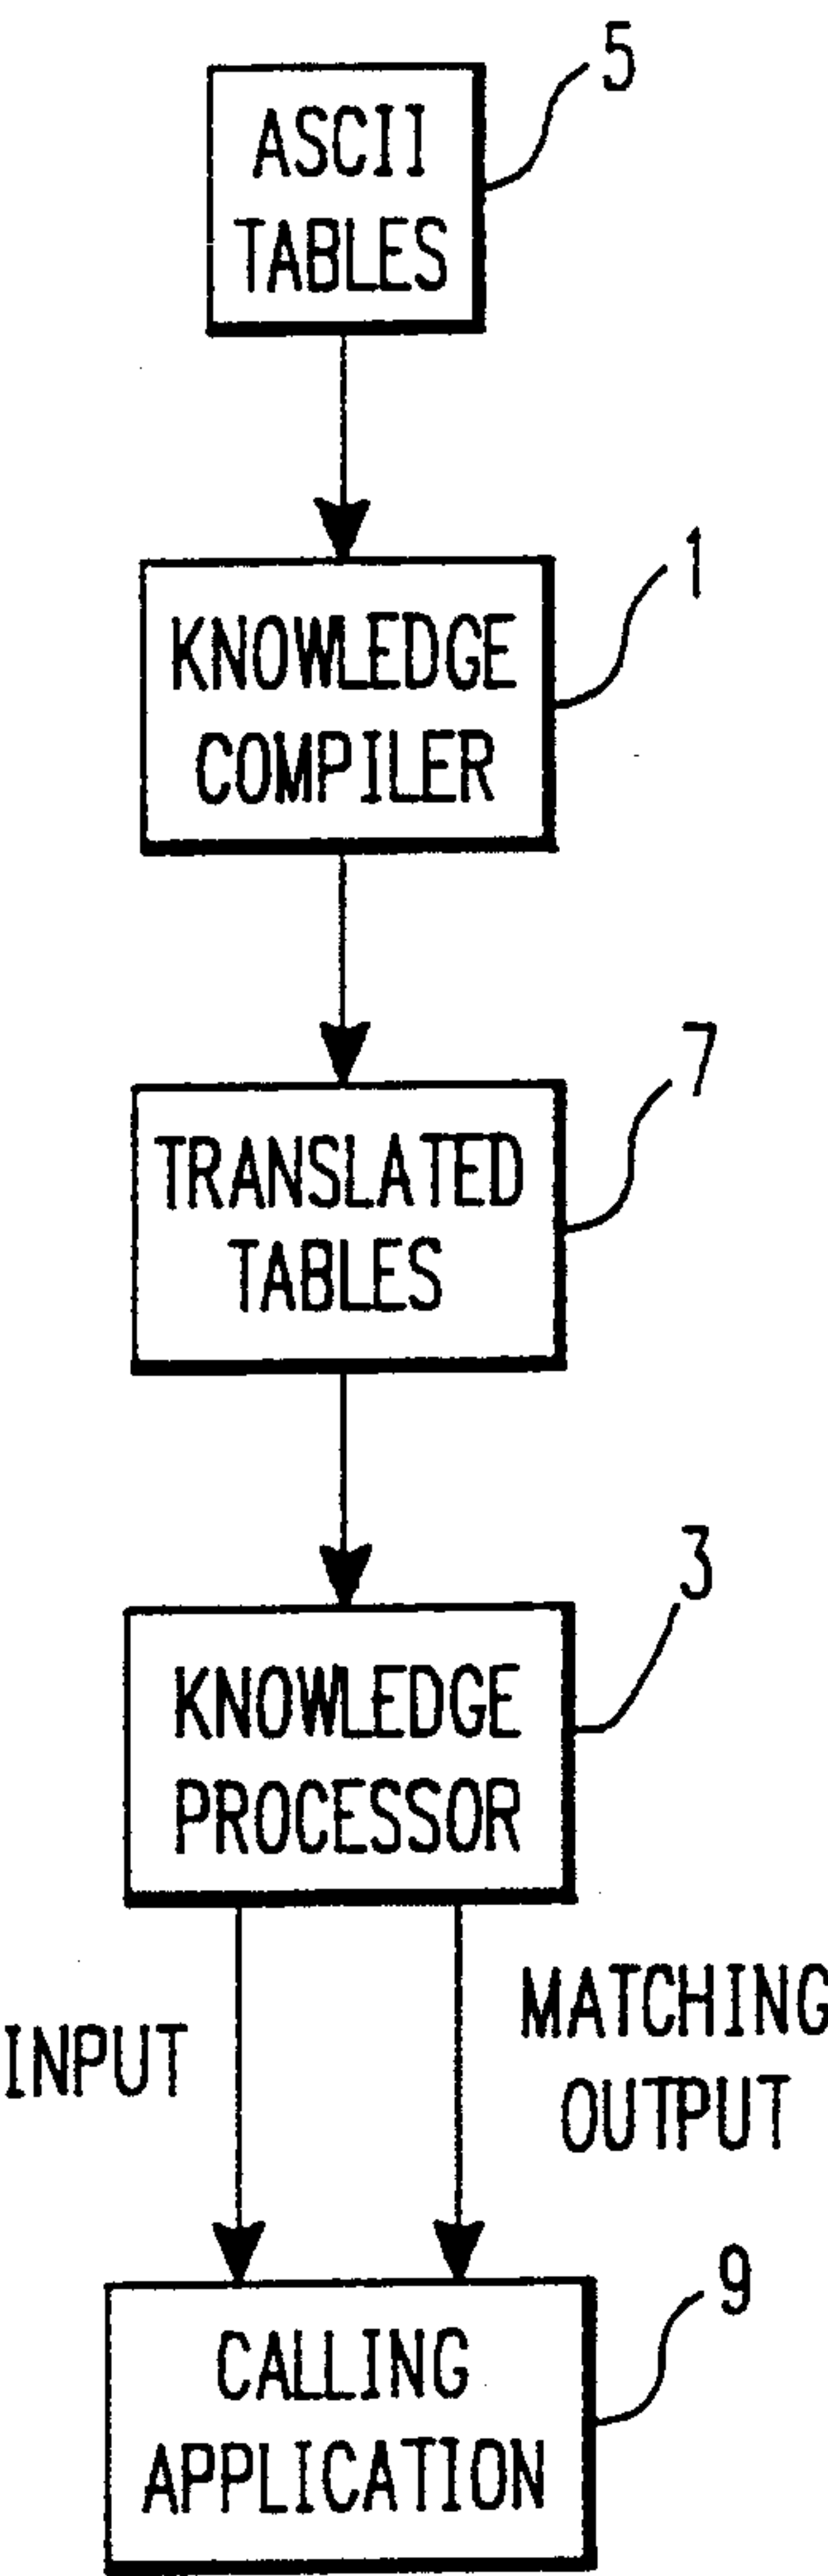 5
ASCII
TABLES
1
KNOWLEDGE
COMPILER
7
TRANSLATED
TABLES
3
KNOWLEDGE
PROCESSOR
INPUT
MATCHING
OUTPUT
9
CALLING
APPLICATION